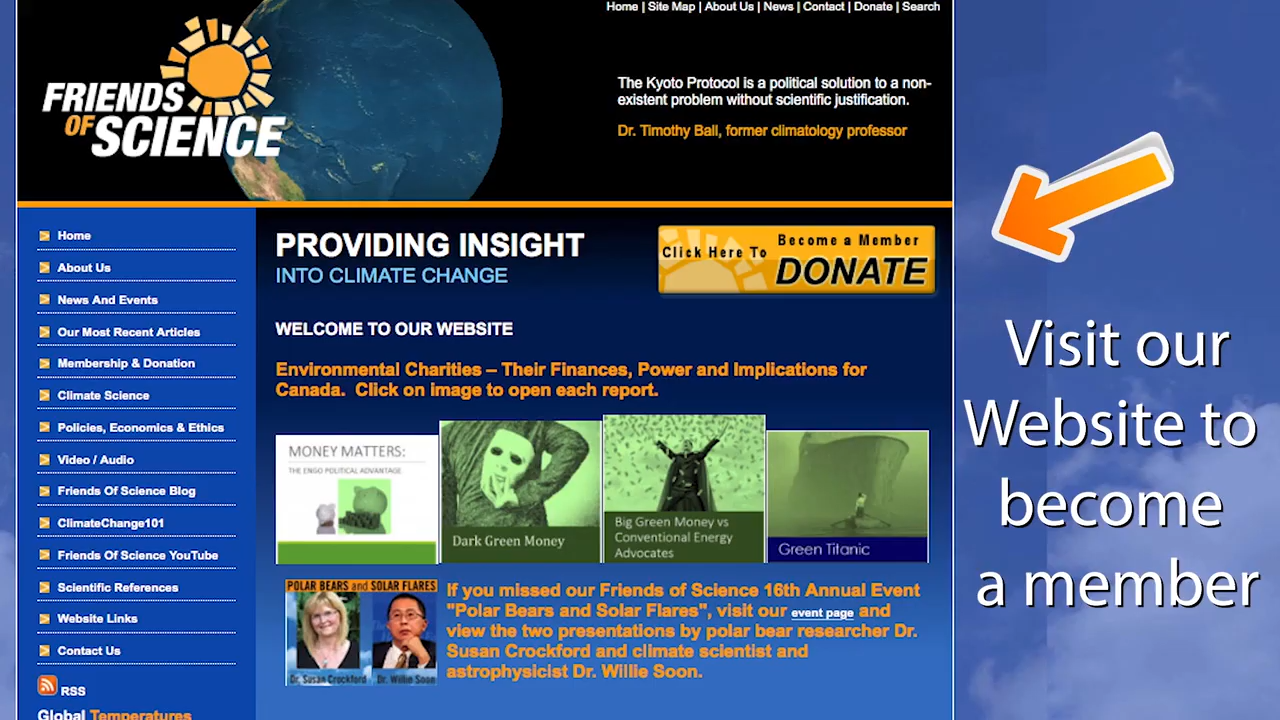 Home | Site Map | About Us | News | Contact | Donate | Search
FRIENDS
OF
SCIENCE
The Kyoto Protocol is a political solution to a non-
existent problem without scientific justification.
Dr. Timothy Ball, former climatology professor
Home
About Us
News And Events
Our Most Recent Articles
Membership & Donation
Climate Science
Policies, Economics & Ethics
Video / Audio
Friends Of Science Blog
ClimateChange101
Friends Of Science YouTube
Scientific References
Website Links
Contact Us
RSS
Global Temperatures
PROVIDING INSIGHT
INTO CLIMATE CHANGE
Click Here To
Become a Member
DONATE
WELCOME TO OUR WEBSITE
Environmental Charities – Their Finances, Power and Implications for
Canada. Click on image to open each report.
MONEY MATTERS:
THE ENGO POLITICAL ADVANTAGE
Dark Green Money
Big Green Money vs
Conventional Energy
Advocates
Green Titanic
POLAR BEARS and SOLAR FLARES
Dr. Susan Crockford
Dr. Willie Soon
If you missed our Friends of Science 16th Annual Event
"Polar Bears and Solar Flares", visit our event page and
view the two presentations by polar bear researcher Dr.
Susan Crockford and climate scientist and
astrophysicist Dr. Willie Soon.
Visit our
Website to
become
a member